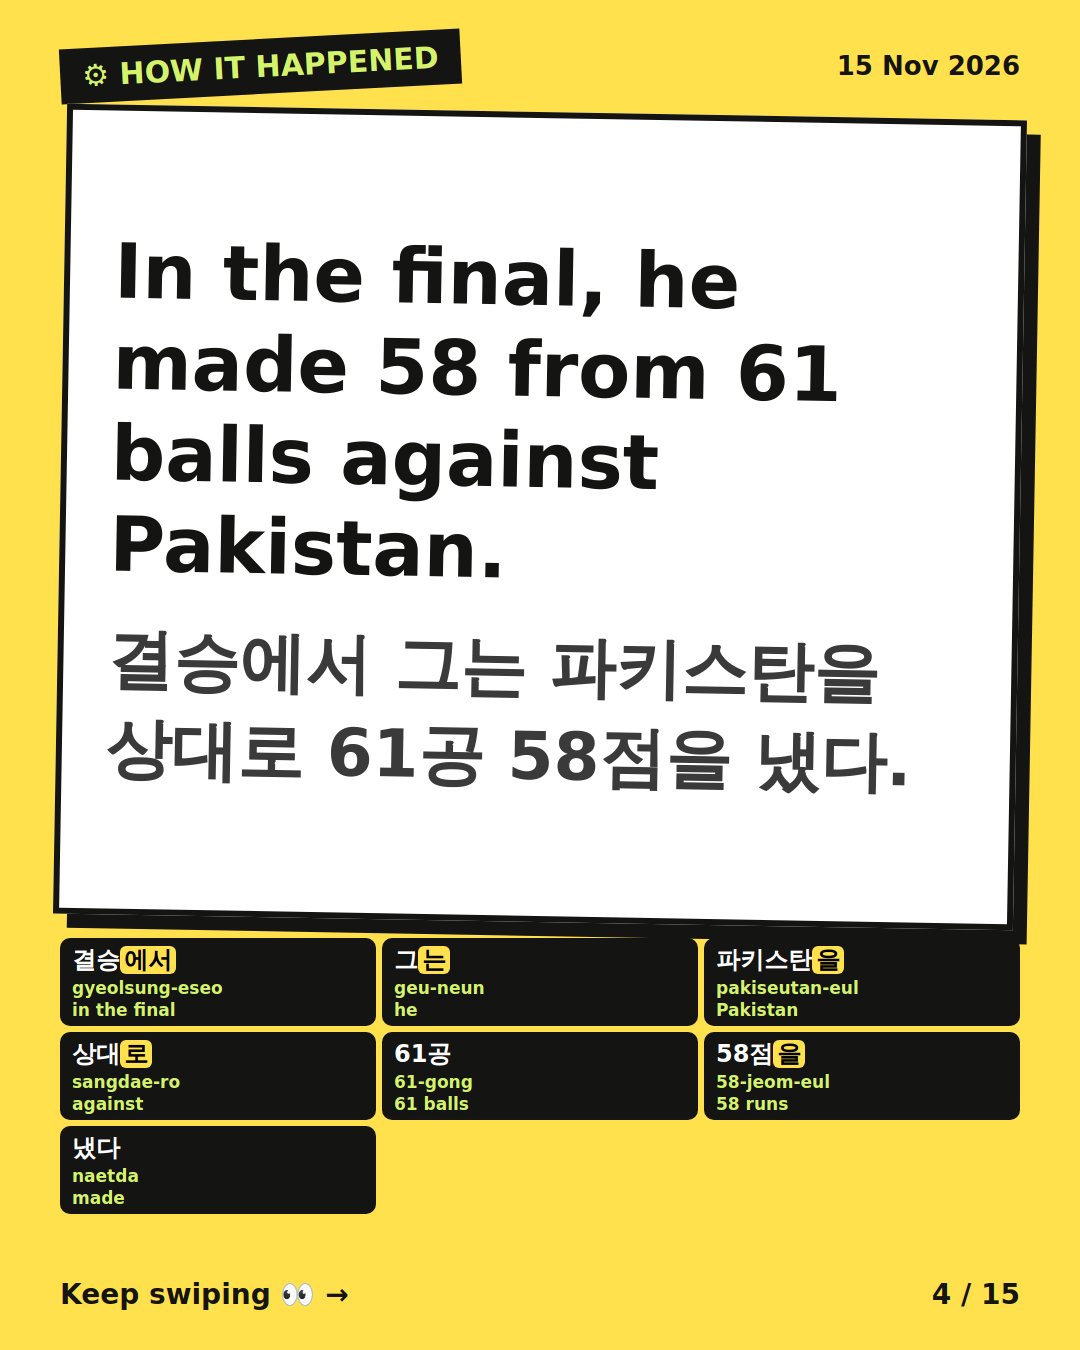 ⚙ HOW IT HAPPENED
15 Nov 2026
In the final, he
made 58 from 61
balls against
Pakistan.
결승에서 그는 파키스탄을
상대로 61공 58점을 냈다.
결승에서
gyeolsung-eseo
in the final
그는
geu-neun
he
파키스탄을
pakiseutan-eul
Pakistan
상대로
sangdae-ro
against
61공
61-gong
61 balls
58점을
58-jeom-eul
58 runs
냈다
naetda
made
Keep swiping 👀 →
4 / 15